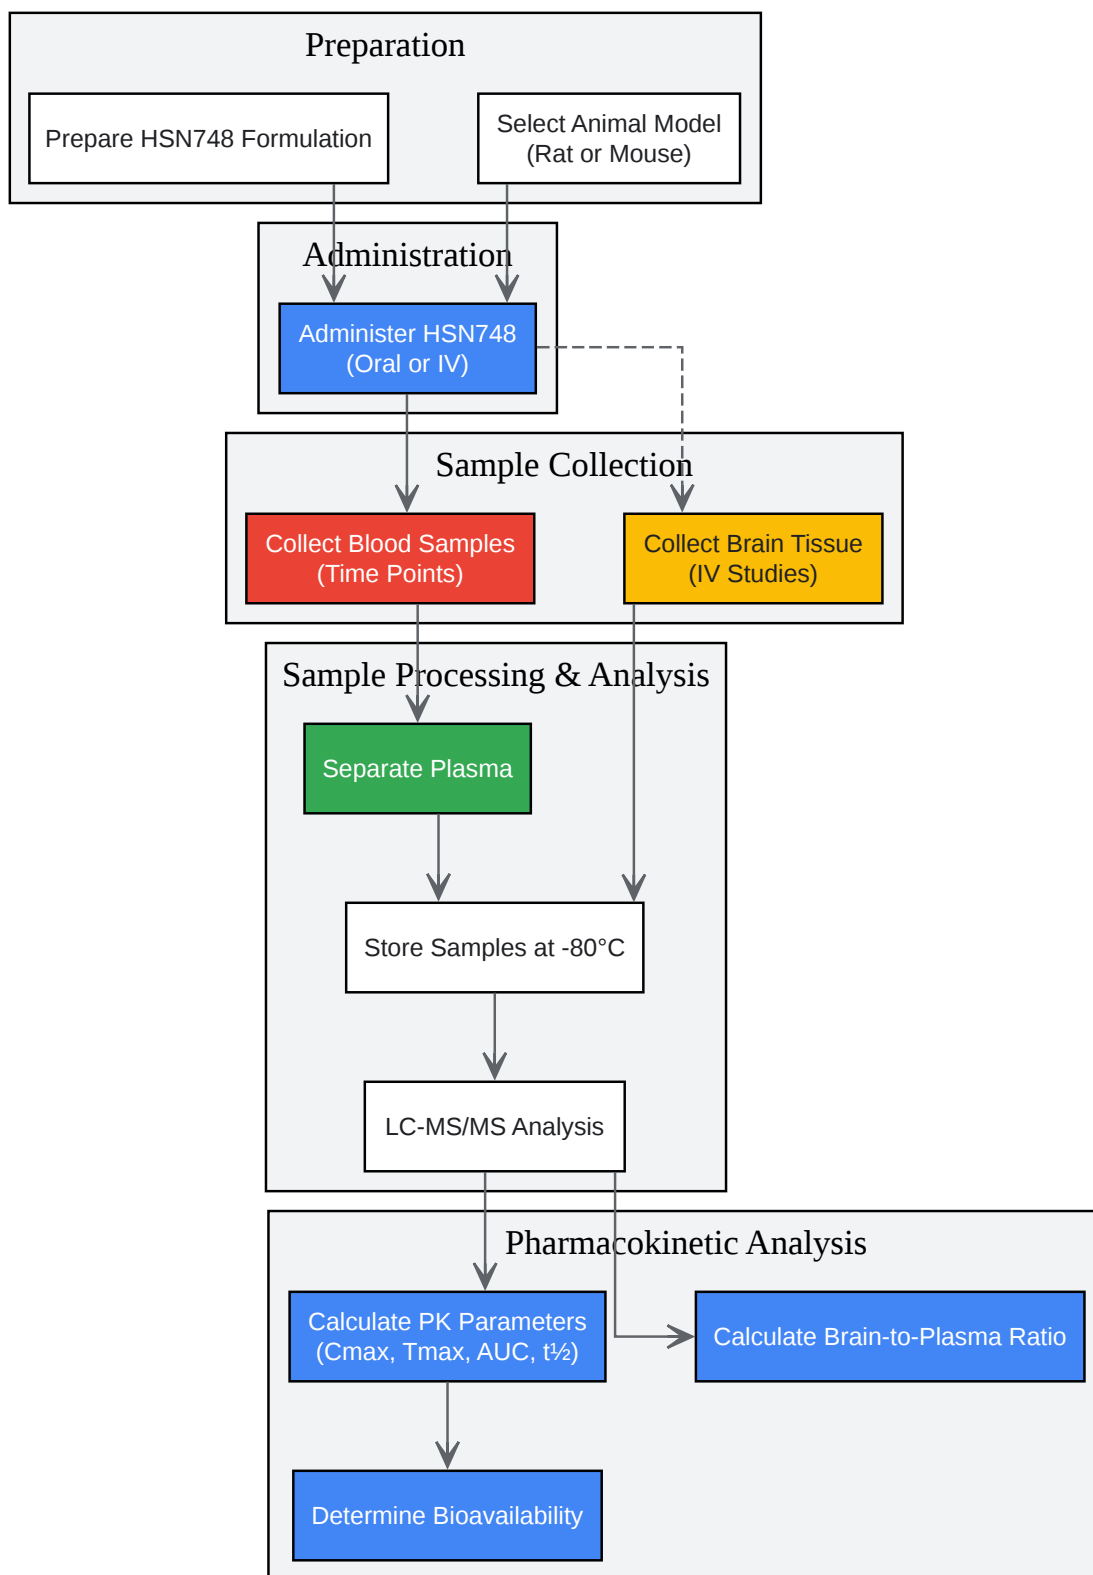 Preparation
Prepare HSN748 Formulation
Select Animal Model
(Rat or Mouse)
Administration
Administer HSN748
(Oral or IV)
Sample Collection
Collect Blood Samples
(Time Points)
Collect Brain Tissue
(IV Studies)
Sample Processing & Analysis
Separate Plasma
Store Samples at -80°C
LC-MS/MS Analysis
Pharmacokinetic Analysis
Calculate PK Parameters
(Cmax, Tmax, AUC, t½)
Calculate Brain-to-Plasma Ratio
Determine Bioavailability